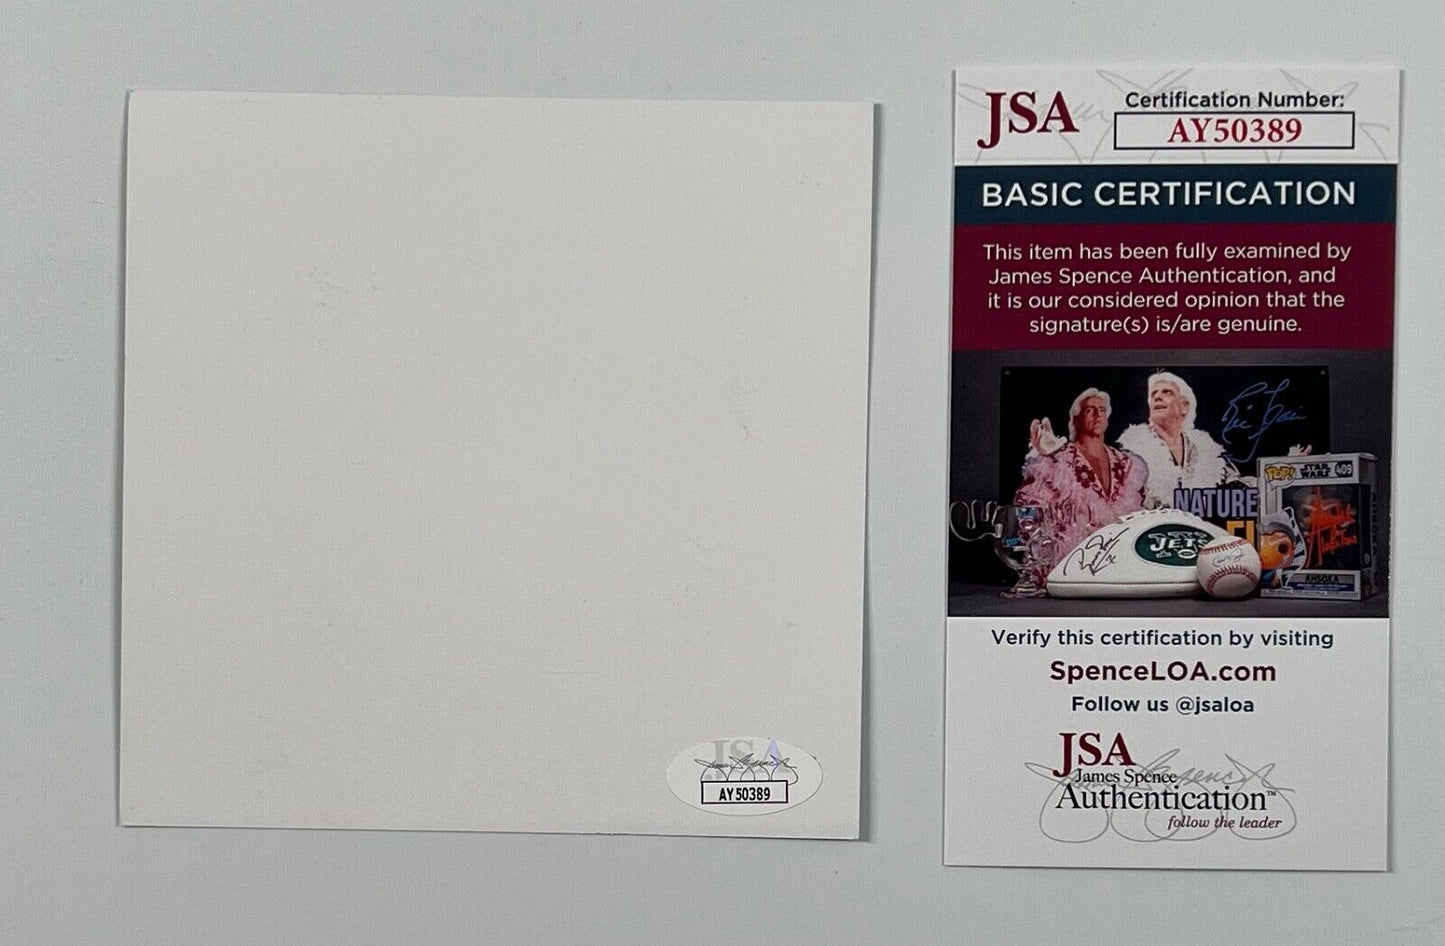 JSA
AY50389
JSA
Certification Number:
AY50389
BASIC CERTIFICATION
This item has been fully examined by
James Spence Authentication, and
it is our considered opinion that the
signature(s) is/are genuine.
NATURE
POP!
STAR
WARS
409
JETS
AHSOKA
Verify this certification by visiting
SpenceLOA.com
Follow us @jsaloa
JSA
James Spence
Authentication™
follow the leader